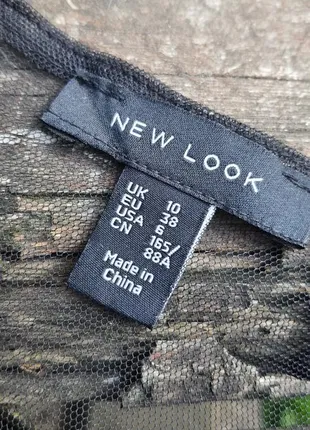 NEW LOOK
UK 10
EU 38
USA 6
CN 165/
88A
Made in
China